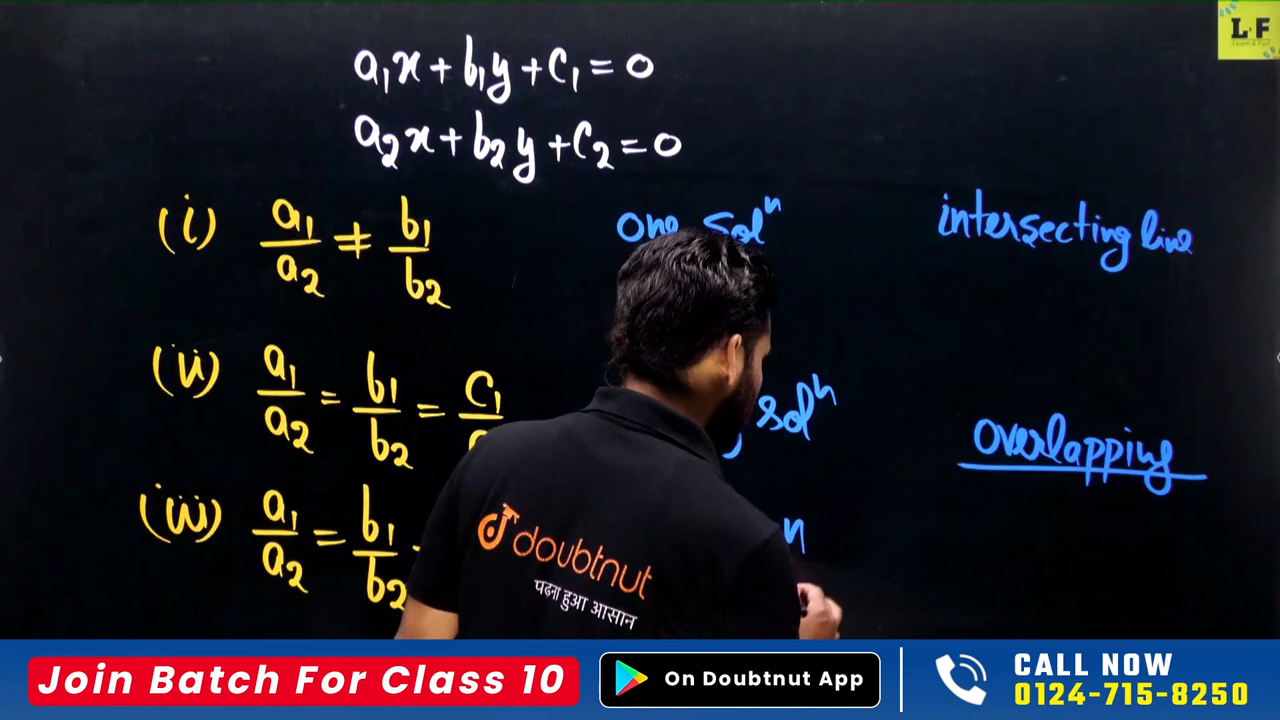 L·F
Learn & Fun
a₁x + b₁y + c₁ = 0
a₂x + b₂y + c₂ = 0
(i) a₁/a₂ ≠ b₁/b₂ one solⁿ intersecting line
(ii) a₁/a₂ = b₁/b₂ = c₁ solⁿ overlapping
(iii) a₁/a₂ = b₁/b₂ n
doubtnut
पढ़ना हुआ आसान
Join Batch For Class 10
On Doubtnut App
CALL NOW
0124-715-8250